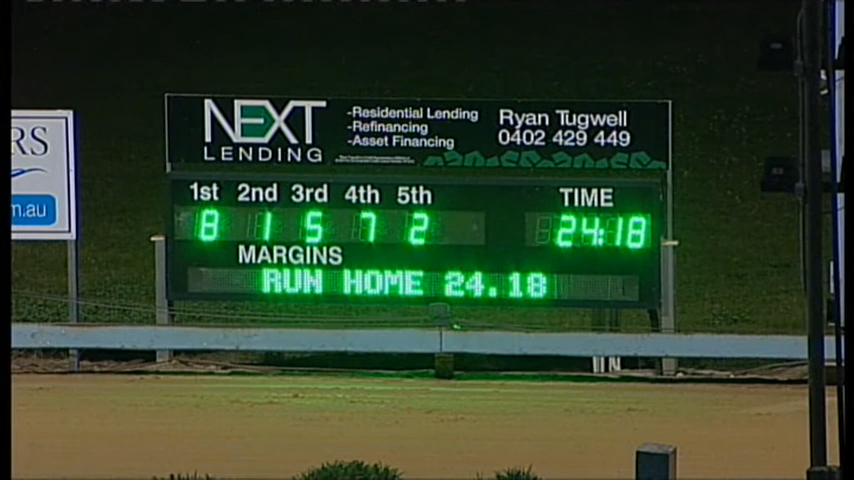 NEXT
LENDING
-Residential Lending
-Refinancing
-Asset Financing
Ryan Tugwell
0402 429 449
RS
m.au
1st 2nd 3rd 4th 5th TIME
8 1 5 7 2 24:18
MARGINS
RUN HOME 24.18